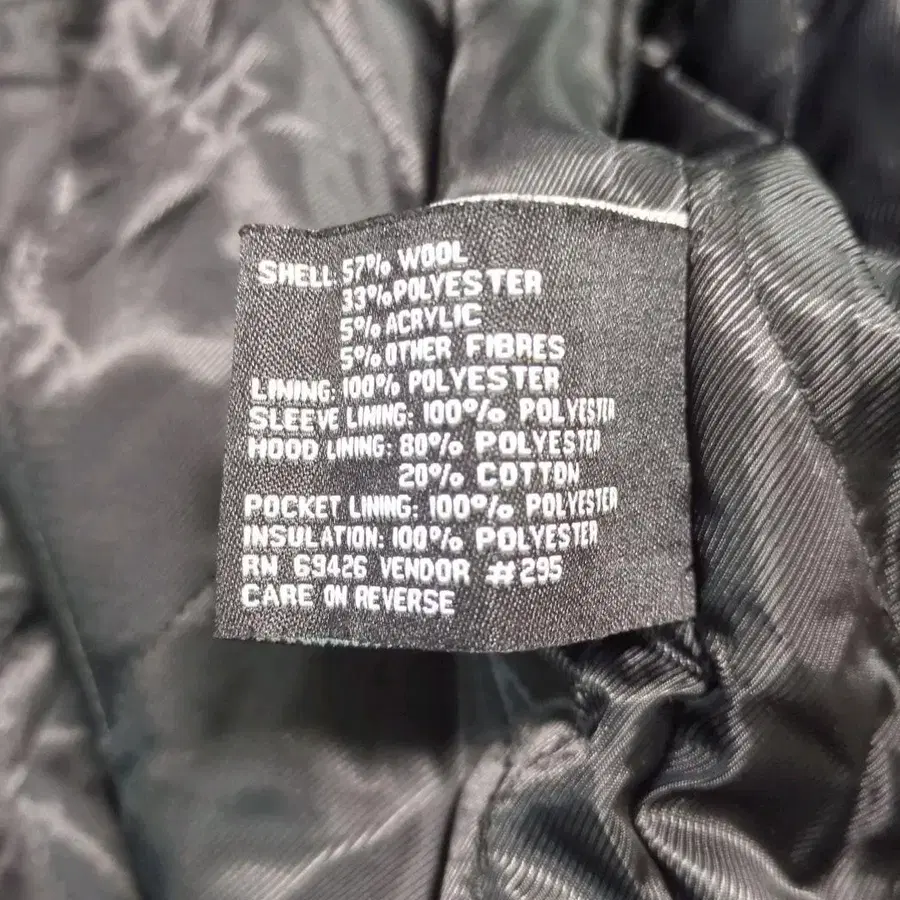 SHELL: 57% WOOL
33% POLYESTER
5% ACRYLIC
5% OTHER FIBRES
LINING: 100% POLYESTER
SLEEVE LINING: 100% POLYESTER
HOOD LINING: 80% POLYESTER
20% COTTON
POCKET LINING: 100% POLYESTER
INSULATION: 100% POLYESTER
RN 69426 VENDOR #295
CARE ON REVERSE